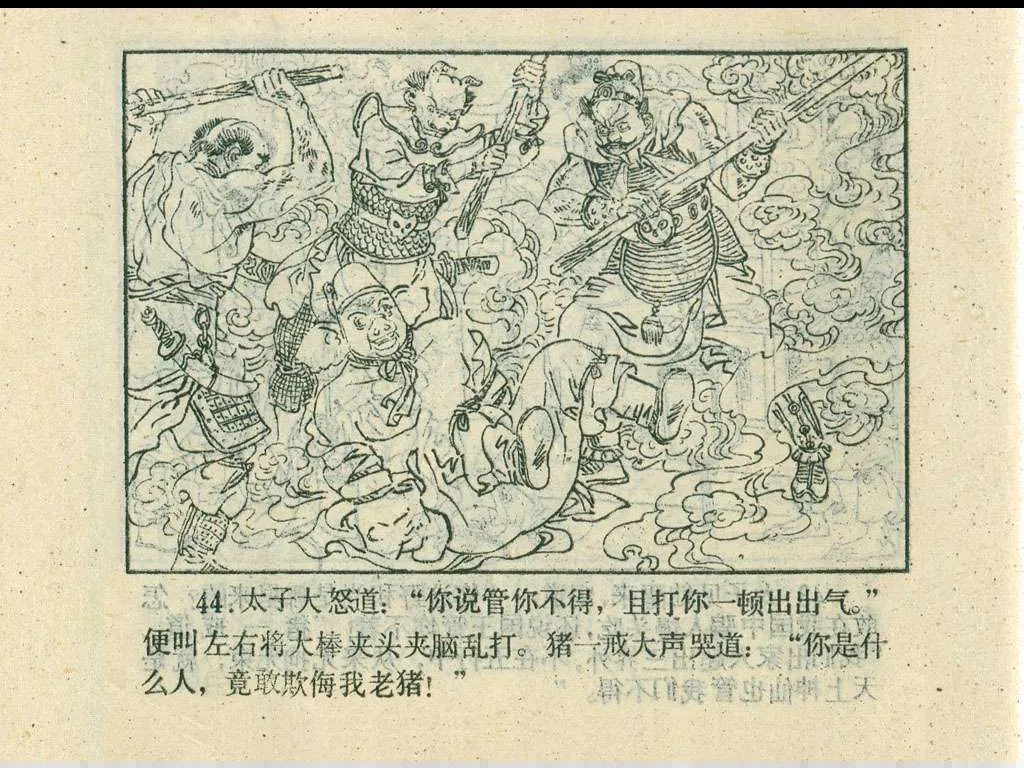 44.太子大怒道：“你说管你不得，且打你一顿出出气。”
便叫左右将大棒夹头夹脑乱打。猪一戒大声哭道：“你是什
么人，竟敢欺侮我老猪！”